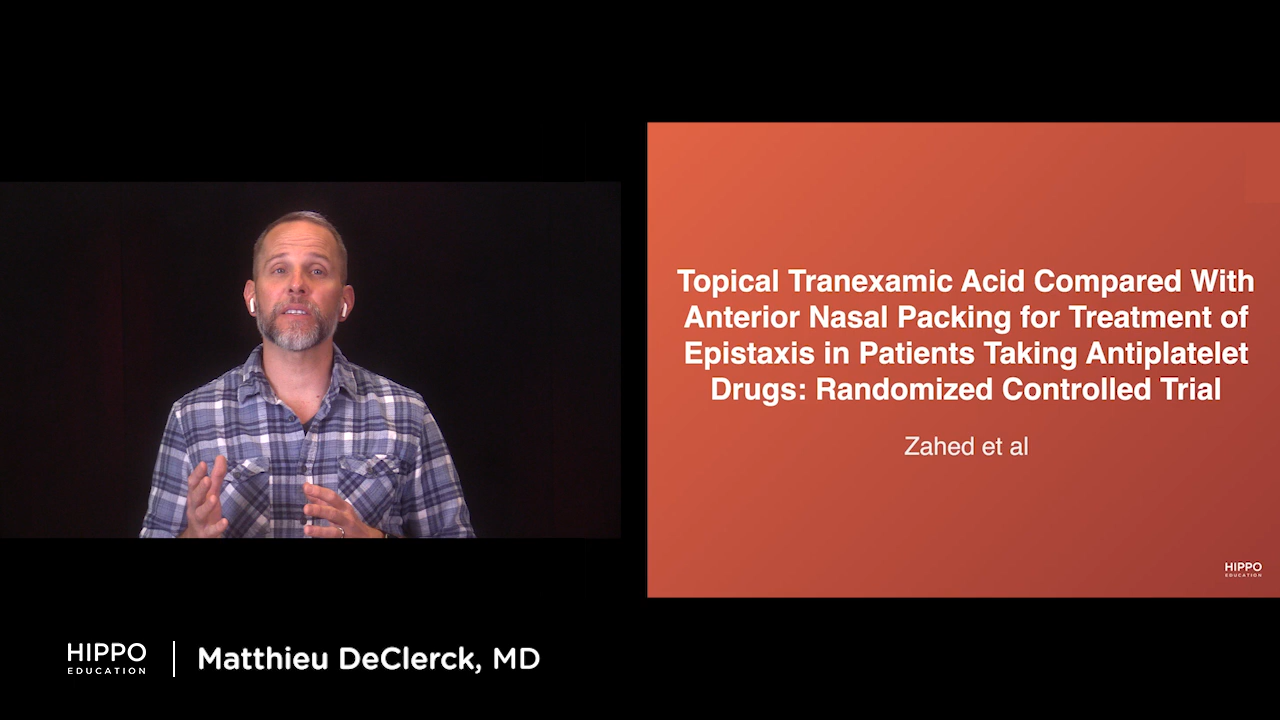 Topical Tranexamic Acid Compared With
Anterior Nasal Packing for Treatment of
Epistaxis in Patients Taking Antiplatelet
Drugs: Randomized Controlled Trial
Zahed et al
HIPPO
EDUCATION
HIPPO
EDUCATION
Matthieu DeClerck, MD